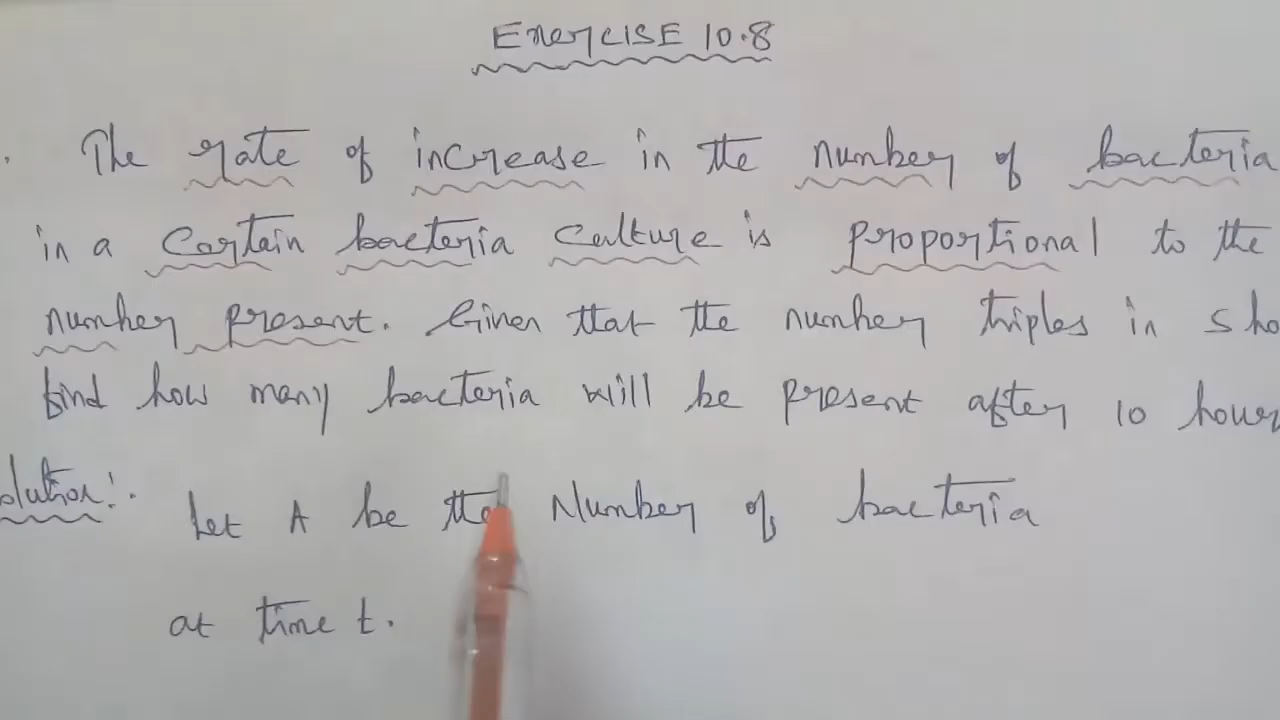 Exercise 10.8
. The rate of increase in the number of bacteria
in a certain bacteria culture is proportional to the
number present. Given that the number triples in 5 ho
find how many bacteria will be present after 10 hour
olution:.
Let A be the Number of bacteria
at time t.